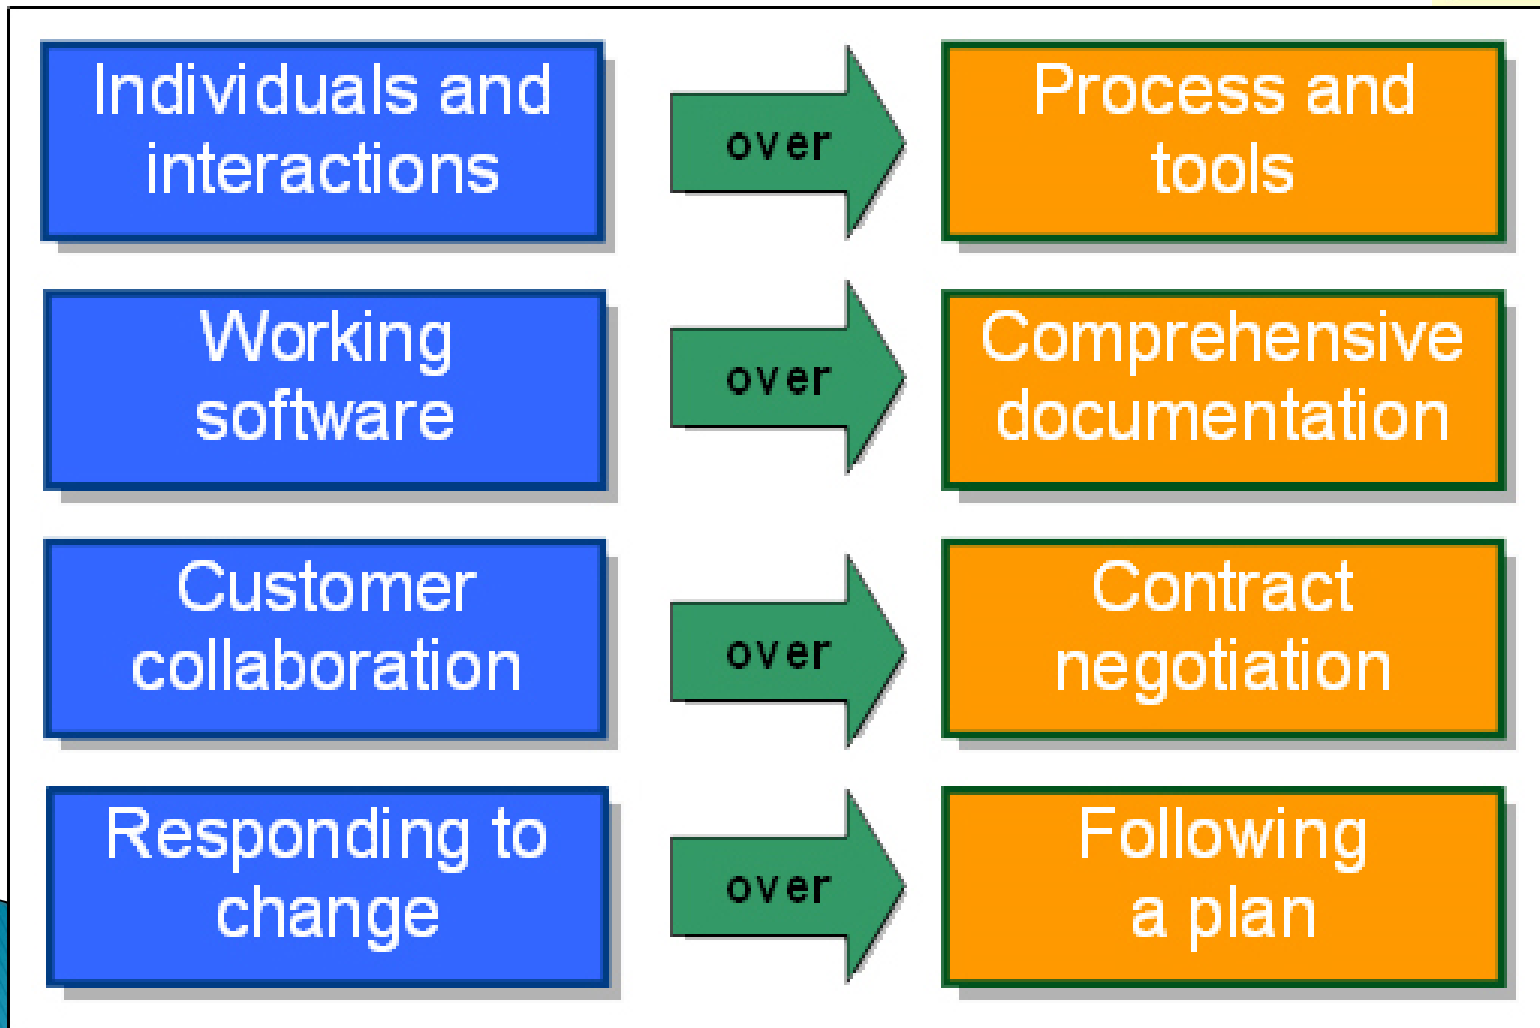 Individuals and
interactions
over
Process and
tools
Working
software
over
Comprehensive
documentation
Customer
collaboration
over
Contract
negotiation
Responding to
change
over
Following
a plan